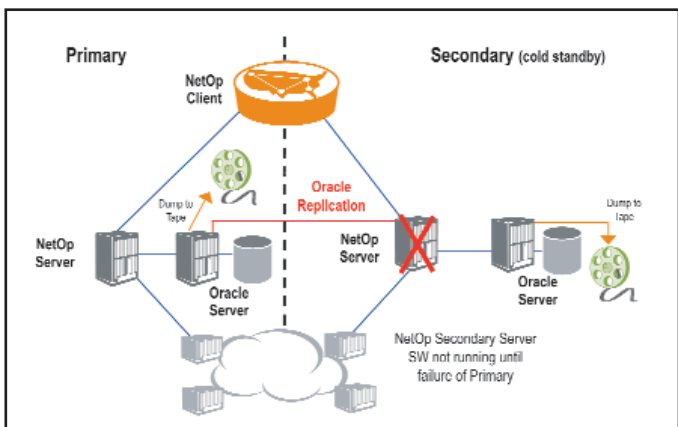 Primary
Secondary (cold standby)
NetOp
Client
Dump to
Tape
Oracle
Replication
Dump to
Tape
NetOp
Server
NetOp
Server
Oracle
Server
Oracle
Server
NetOp Secondary Server
SW not running until
failure of Primary